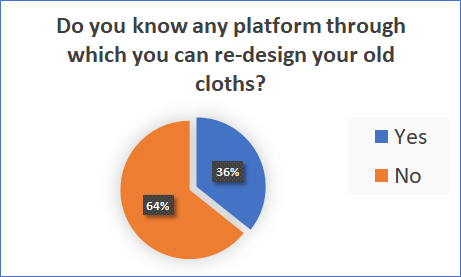 Do you know any platform through
which you can re-design your old
cloths?
36%
64%
Yes
No